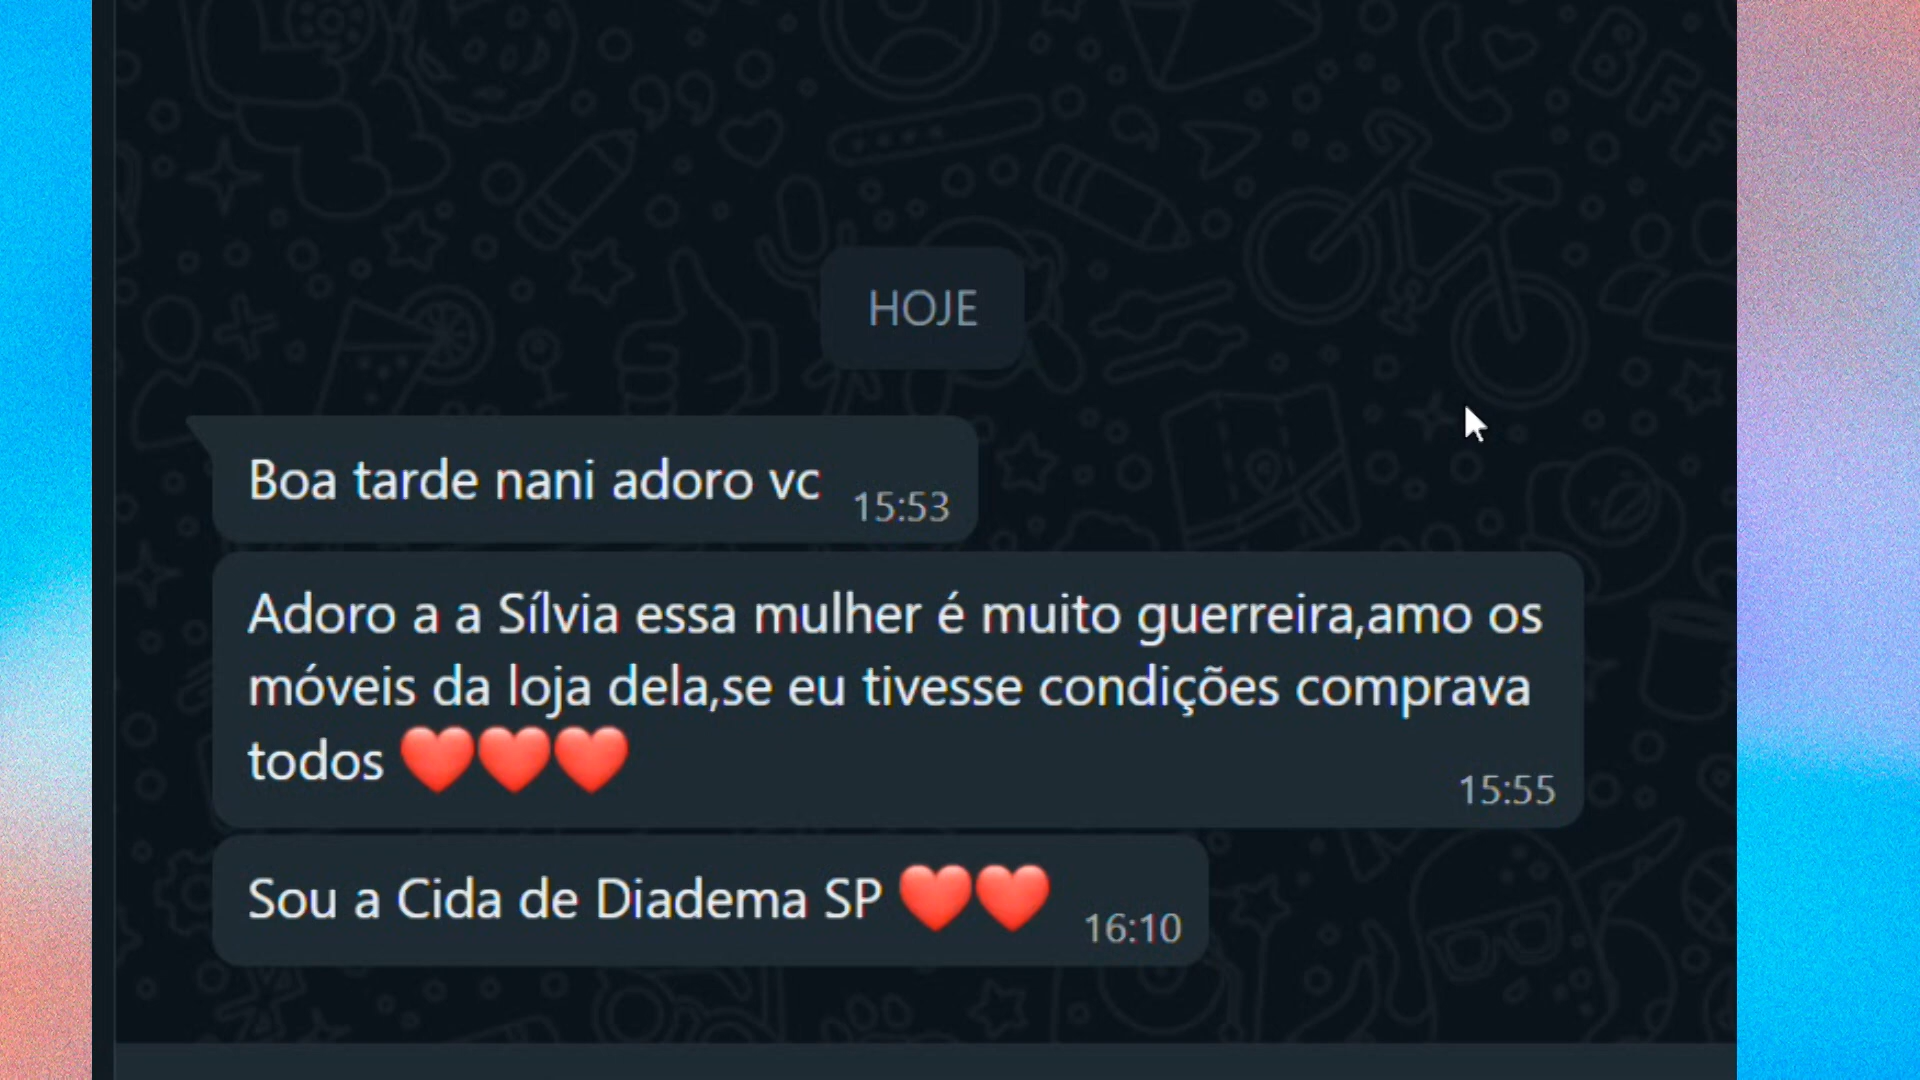 HOJE
Boa tarde nani adoro vc 15:53
Adoro a a Sílvia essa mulher é muito guerreira,amo os
móveis da loja dela,se eu tivesse condições comprava
todos ❤️❤️❤️
15:55
Sou a Cida de Diadema SP ❤️❤️ 16:10